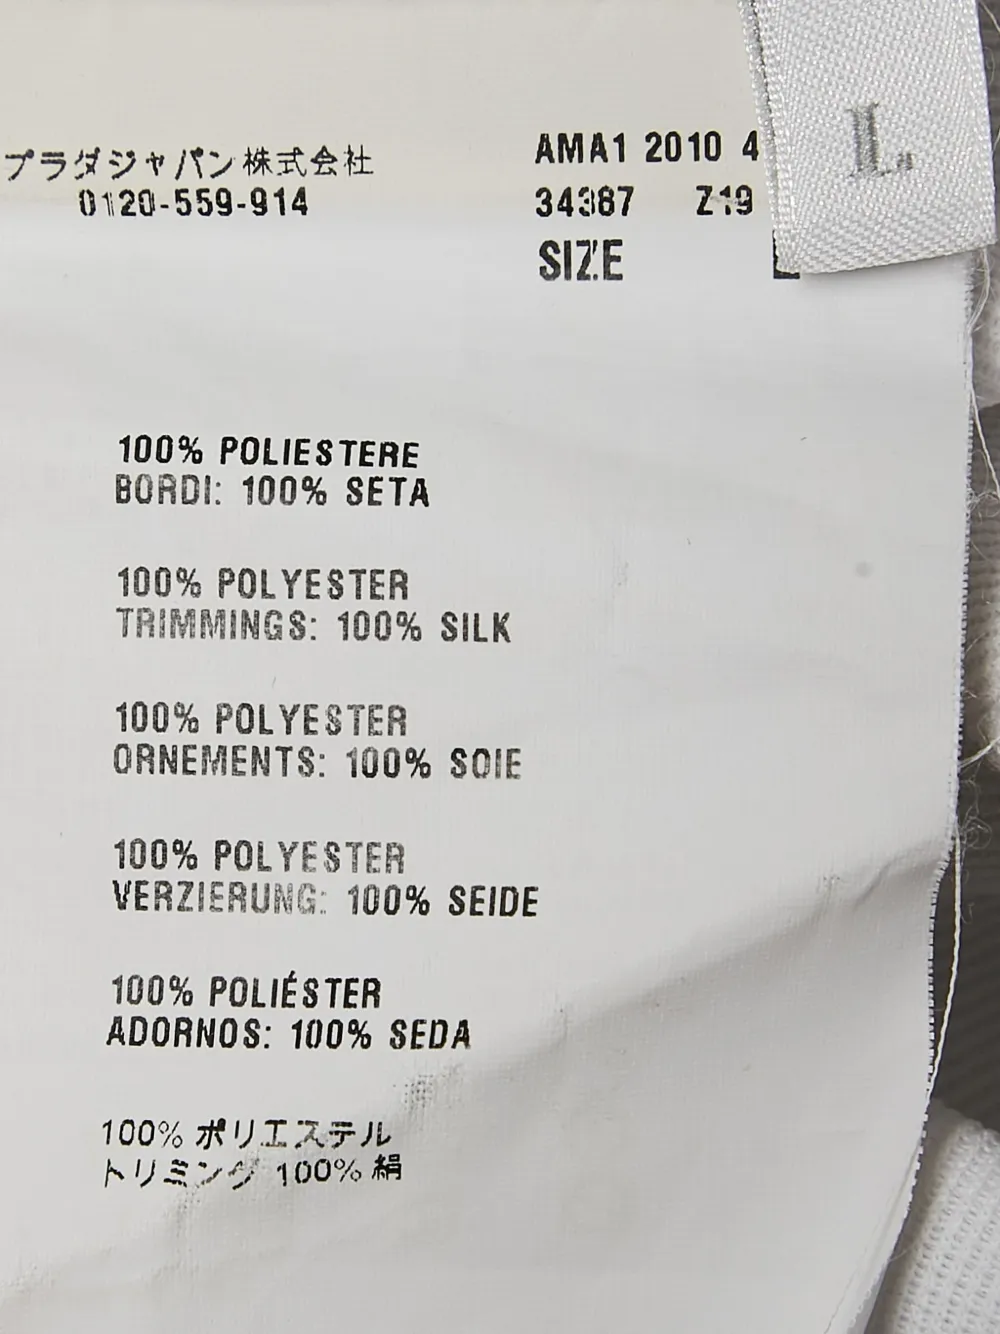 プラダジャパン株式会社
0120-559-914
AMA1 2010 4
34387 Z19
SIZE L
L.
100% POLIESTERE
BORDI: 100% SETA
100% POLYESTER
TRIMMINGS: 100% SILK
100% POLYESTER
ORNEMENTS: 100% SOIE
100% POLYESTER
VERZIERUNG: 100% SEIDE
100% POLIÉSTER
ADORNOS: 100% SEDA
100% ポリエステル
トリミング 100% 絹